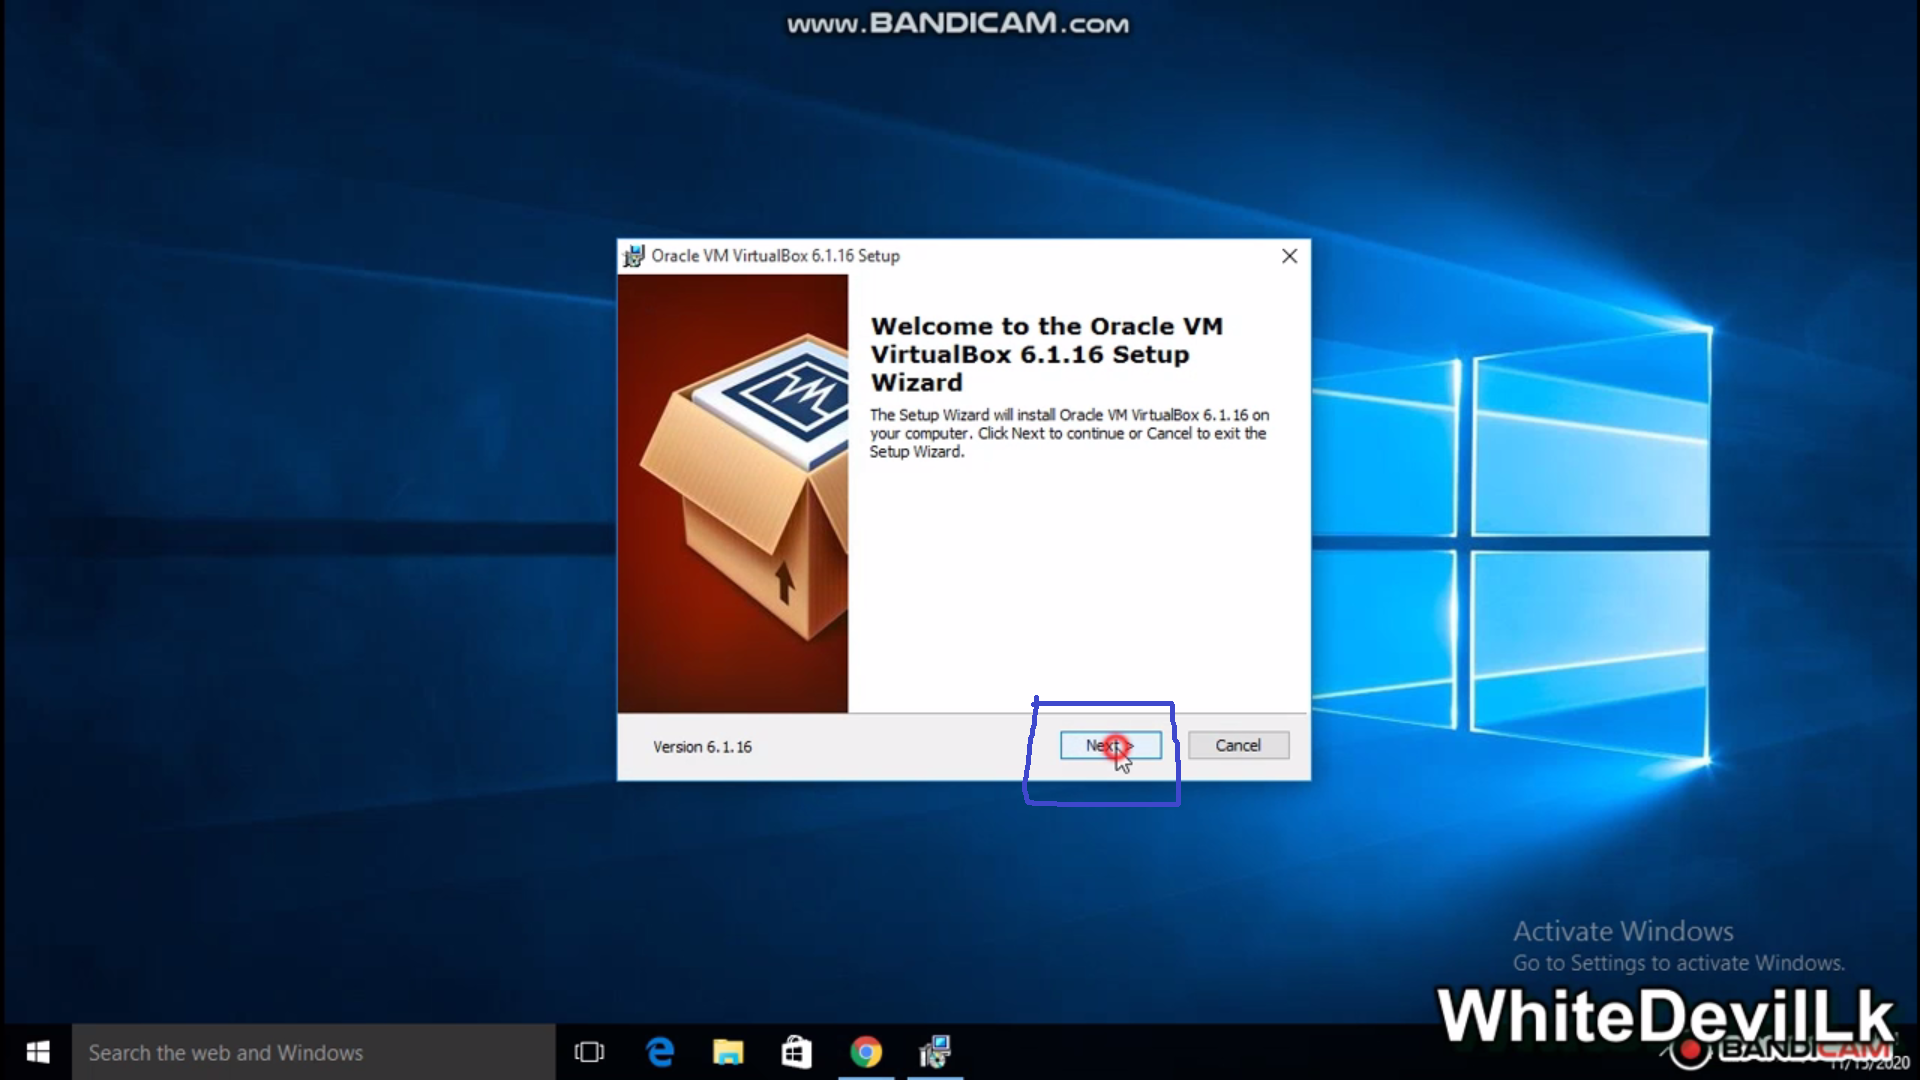 www.BANDICAM.COM
Oracle VM VirtualBox 6.1.16 Setup
Welcome to the Oracle VM
VirtualBox 6.1.16 Setup
Wizard
The Setup Wizard will install Oracle VM VirtualBox 6.1.16 on
your computer. Click Next to continue or Cancel to exit the
Setup Wizard.
Version 6.1.16
Next >
Cancel
Activate Windows
Go to Settings to activate Windows.
WhiteDevilLk
BANDICAM
Search the web and Windows
11/13/2020